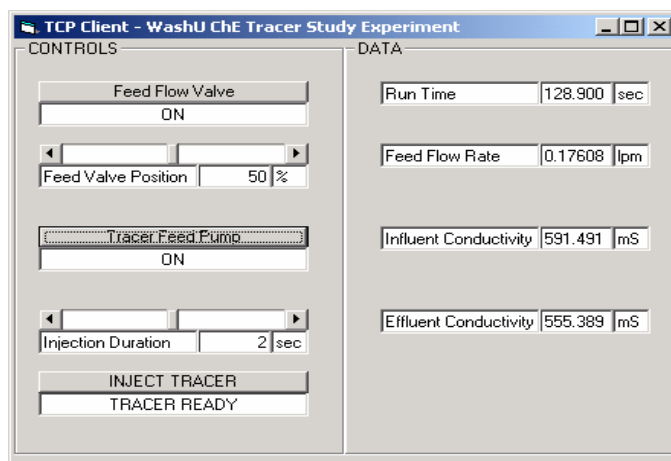 TCP Client - WashU ChE Tracer Study Experiment
CONTROLS
Feed Flow Valve
ON
Feed Valve Position 50 %
Tracer Feed Pump
ON
Injection Duration 2 sec
INJECT TRACER
TRACER READY
DATA
Run Time 128.900 sec
Feed Flow Rate 0.17608 lpm
Influent Conductivity 591.491 mS
Effluent Conductivity 555.389 mS